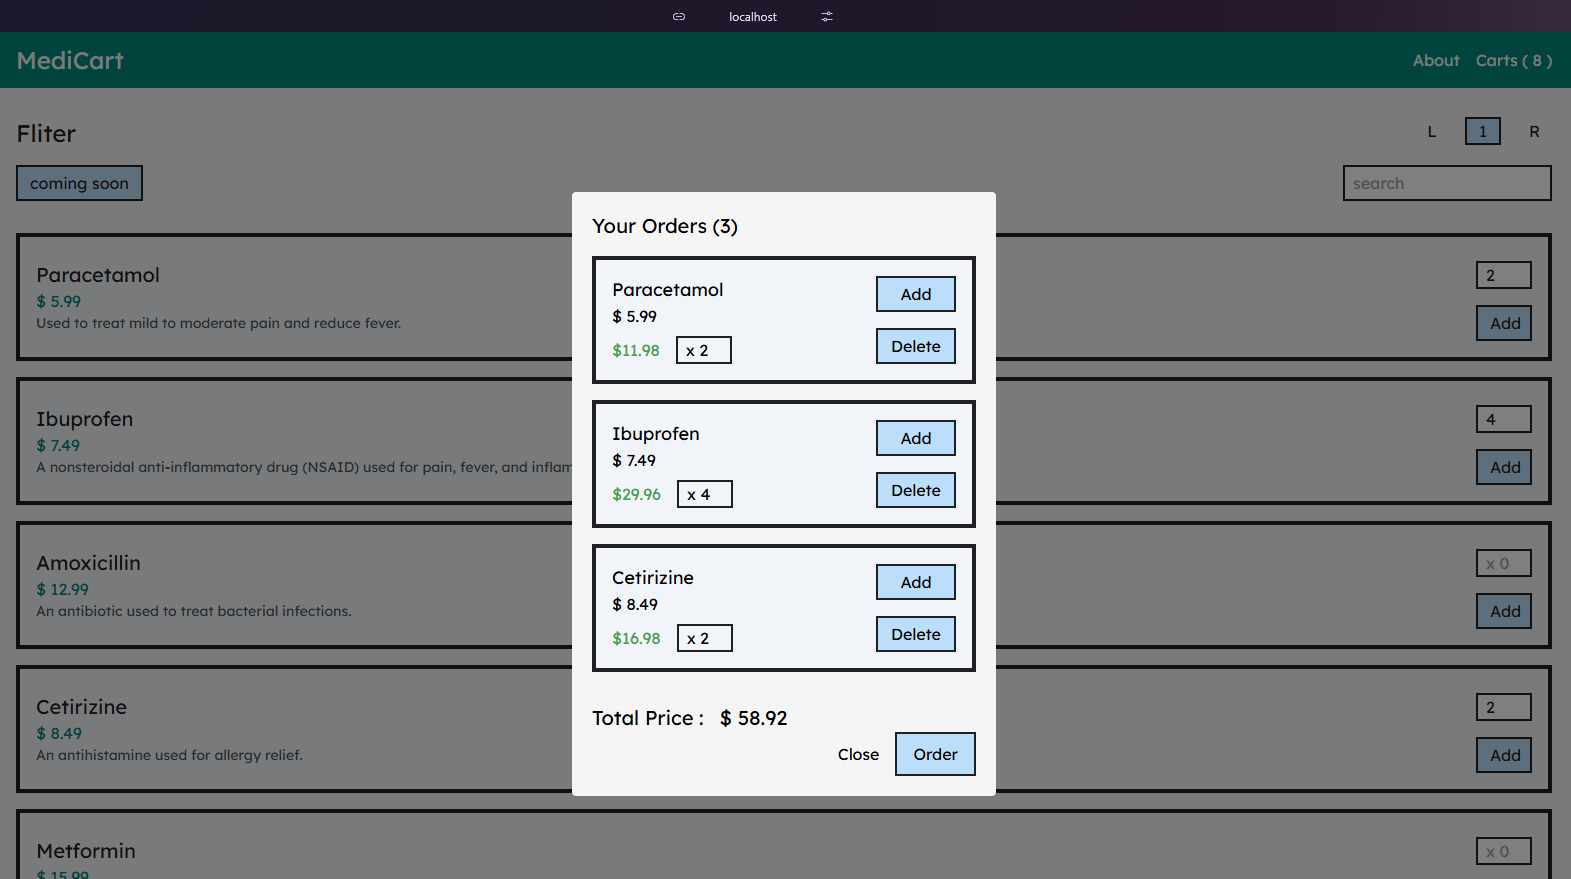 localhost
MediCart
About Carts ( 8 )
Fliter
L 1 R
coming soon
search
Paracetamol
$ 5.99
Used to treat mild to moderate pain and reduce fever.
2
Add
Ibuprofen
$ 7.49
A nonsteroidal anti-inflammatory drug (NSAID) used for pain, fever, and inflam
4
Add
Amoxicillin
$ 12.99
An antibiotic used to treat bacterial infections.
x 0
Add
Cetirizine
$ 8.49
An antihistamine used for allergy relief.
2
Add
Metformin
$ 15.99
x 0
Your Orders (3)
Paracetamol
$ 5.99
$11.98 x 2
Add
Delete
Ibuprofen
$ 7.49
$29.96 x 4
Add
Delete
Cetirizine
$ 8.49
$16.98 x 2
Add
Delete
Total Price : $ 58.92
Close Order